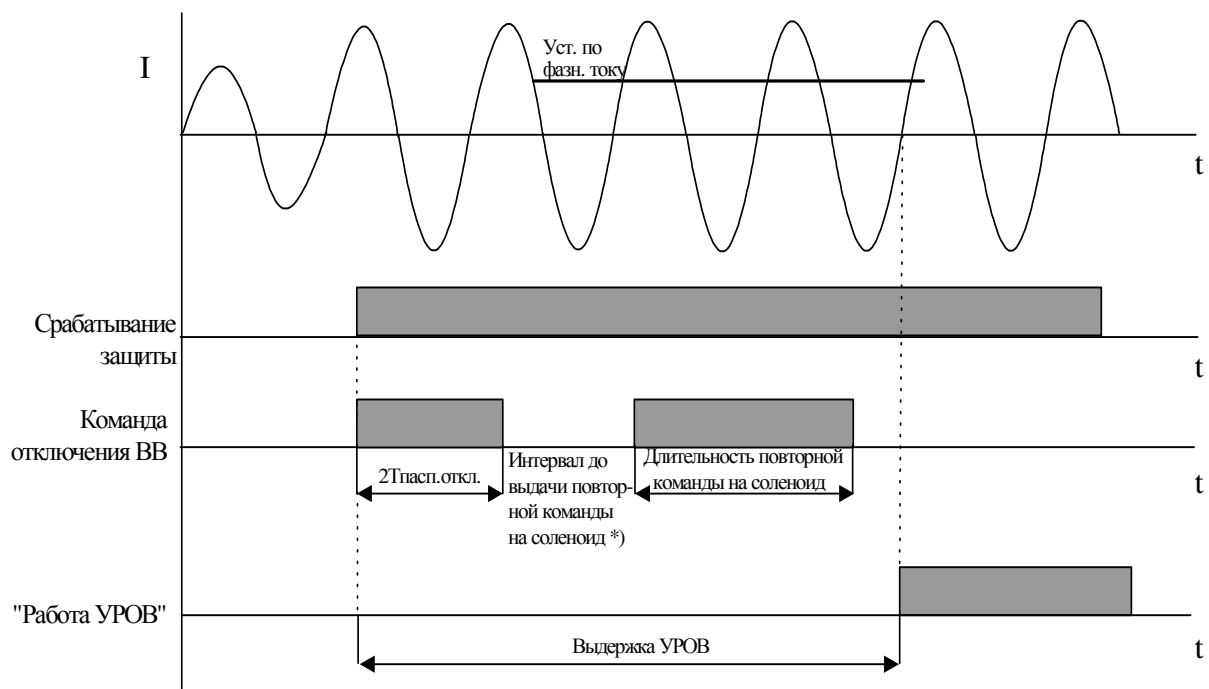 I
Уст. по
фазн. току
t
Срабатывание
защиты
t
Команда
отключения ВВ
2Тпасп.откл.
Интервал до
выдачи повтор-
ной команды
на соленоид *)
Длительность повторной
команды на соленоид
t
"Работа УРОВ"
t
Выдержка УРОВ